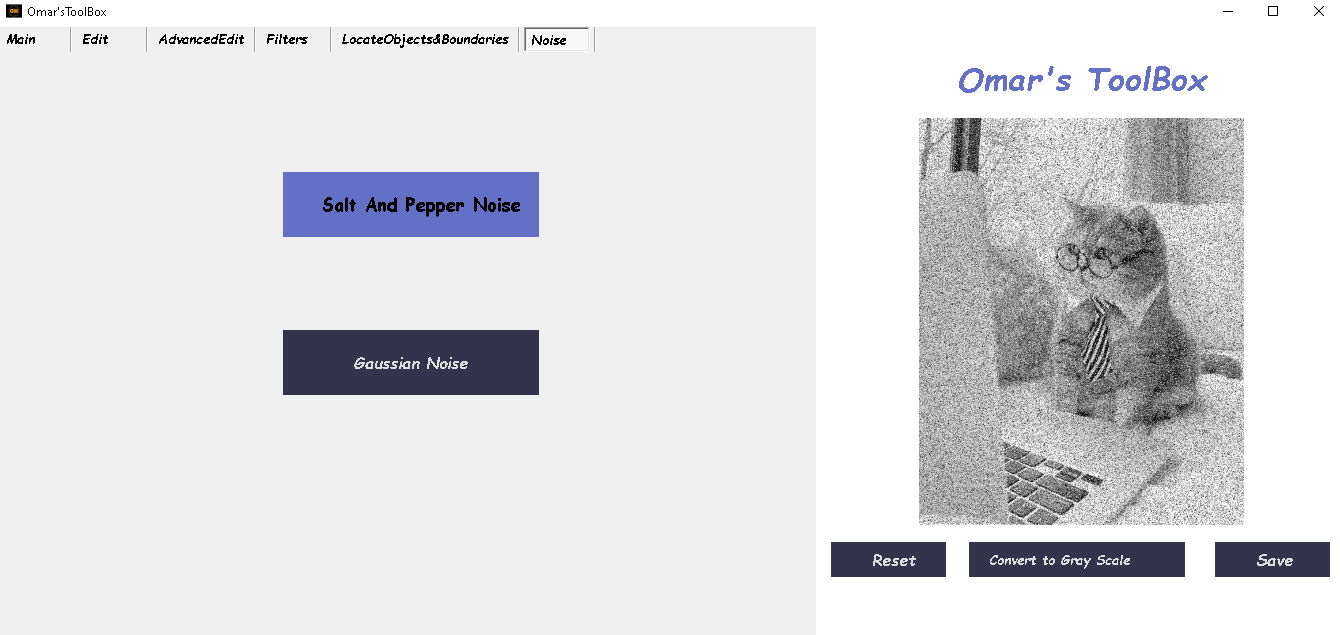 Omar'sToolBox
Main Edit AdvancedEdit Filters LocateObjects&Boundaries Noise
Omar's ToolBox
Salt And Pepper Noise
Gaussian Noise
Reset Convert to Gray Scale Save